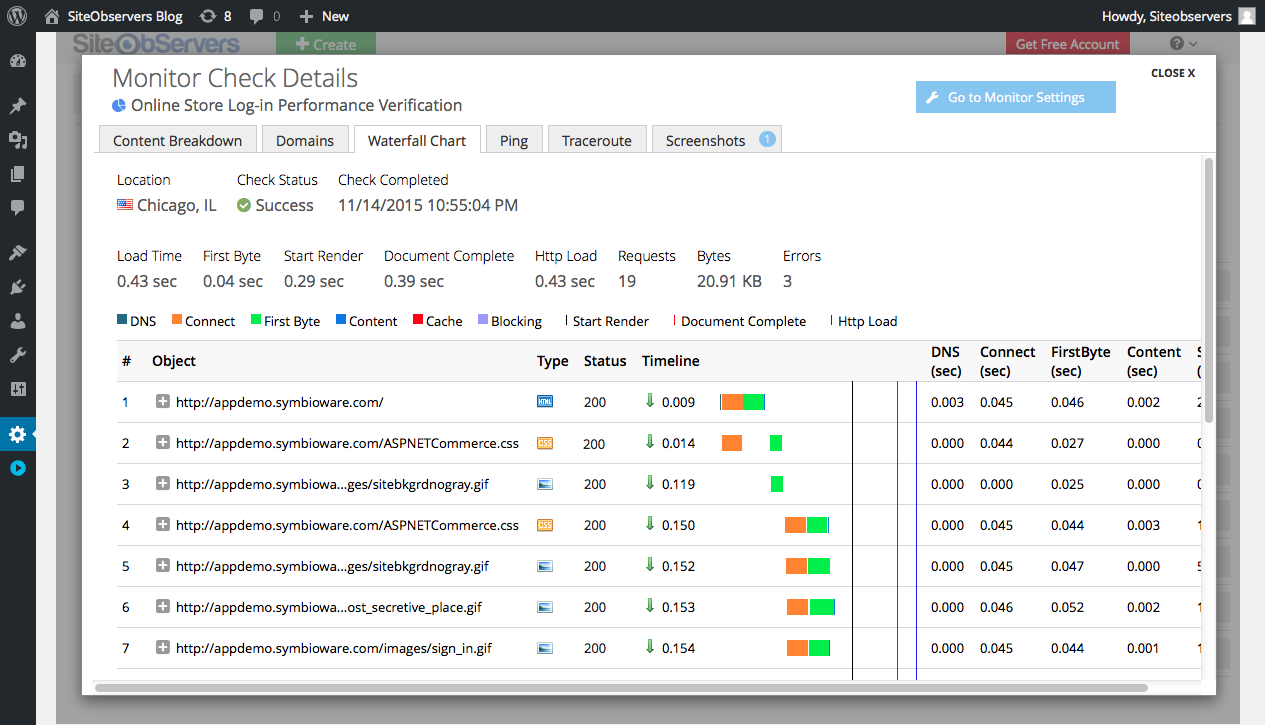 SiteObservers Blog 8 0 New Howdy, Siteobservers
SiteObServers Create Get Free Account
Monitor Check Details CLOSE X
Online Store Log-in Performance Verification Go to Monitor Settings
Content Breakdown Domains Waterfall Chart Ping Traceroute Screenshots 1
Location Check Status Check Completed
Chicago, IL Success 11/14/2015 10:55:04 PM
Load Time First Byte Start Render Document Complete Http Load Requests Bytes Errors
0.43 sec 0.04 sec 0.29 sec 0.39 sec 0.43 sec 19 20.91 KB 3
DNS Connect First Byte Content Cache Blocking Start Render Document Complete Http Load
# Object Type Status Timeline DNS (sec) Connect (sec) FirstByte (sec) Content (sec)
1 http://appdemo.symbioware.com/ HTML 200 0.009 0.003 0.045 0.046 0.002
2 http://appdemo.symbioware.com/ASPNETCommerce.css CSS 200 0.014 0.000 0.044 0.027 0.000
3 http://appdemo.symbiowa...ges/sitebkgrdnogray.gif 200 0.119 0.000 0.000 0.025 0.000
4 http://appdemo.symbioware.com/ASPNETCommerce.css CSS 200 0.150 0.000 0.045 0.044 0.003
5 http://appdemo.symbiowa...ges/sitebkgrdnogray.gif 200 0.152 0.000 0.045 0.047 0.000
6 http://appdemo.symbiowa...ost_secretive_place.gif 200 0.153 0.000 0.046 0.052 0.002
7 http://appdemo.symbioware.com/images/sign_in.gif 200 0.154 0.000 0.045 0.044 0.001